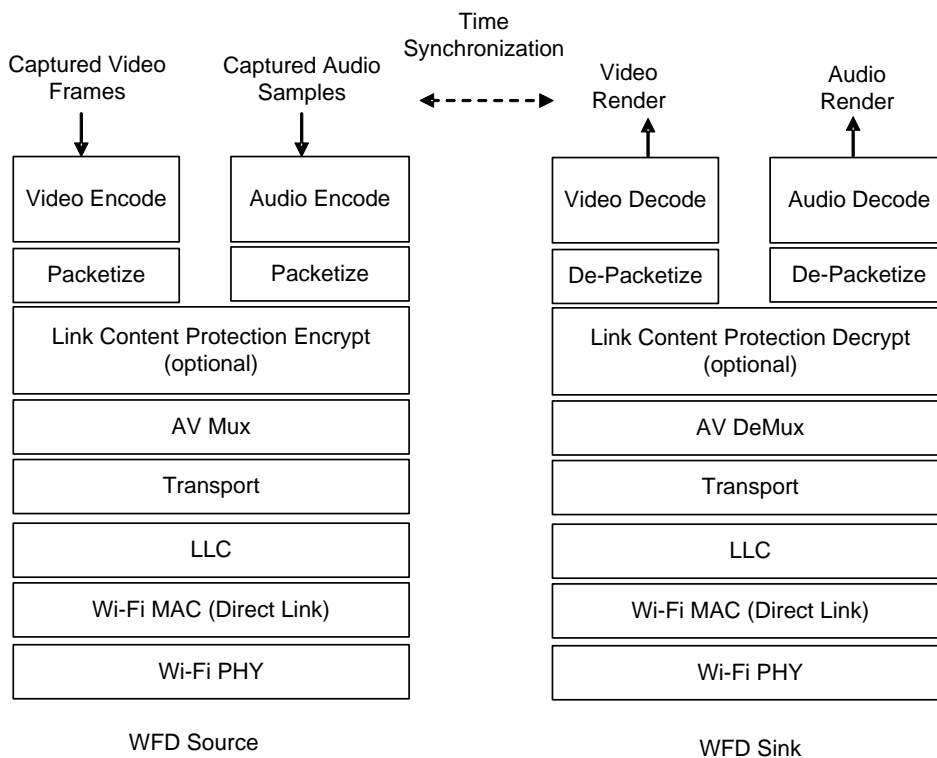 Time
Synchronization
Captured Video
Frames
Captured Audio
Samples
Video
Render
Audio
Render
Video Encode
Audio Encode
Packetize
Packetize
Link Content Protection Encrypt
(optional)
AV Mux
Transport
LLC
Wi-Fi MAC (Direct Link)
Wi-Fi PHY
WFD Source
Video Decode
Audio Decode
De-Packetize
De-Packetize
Link Content Protection Decrypt
(optional)
AV DeMux
Transport
LLC
Wi-Fi MAC (Direct Link)
Wi-Fi PHY
WFD Sink